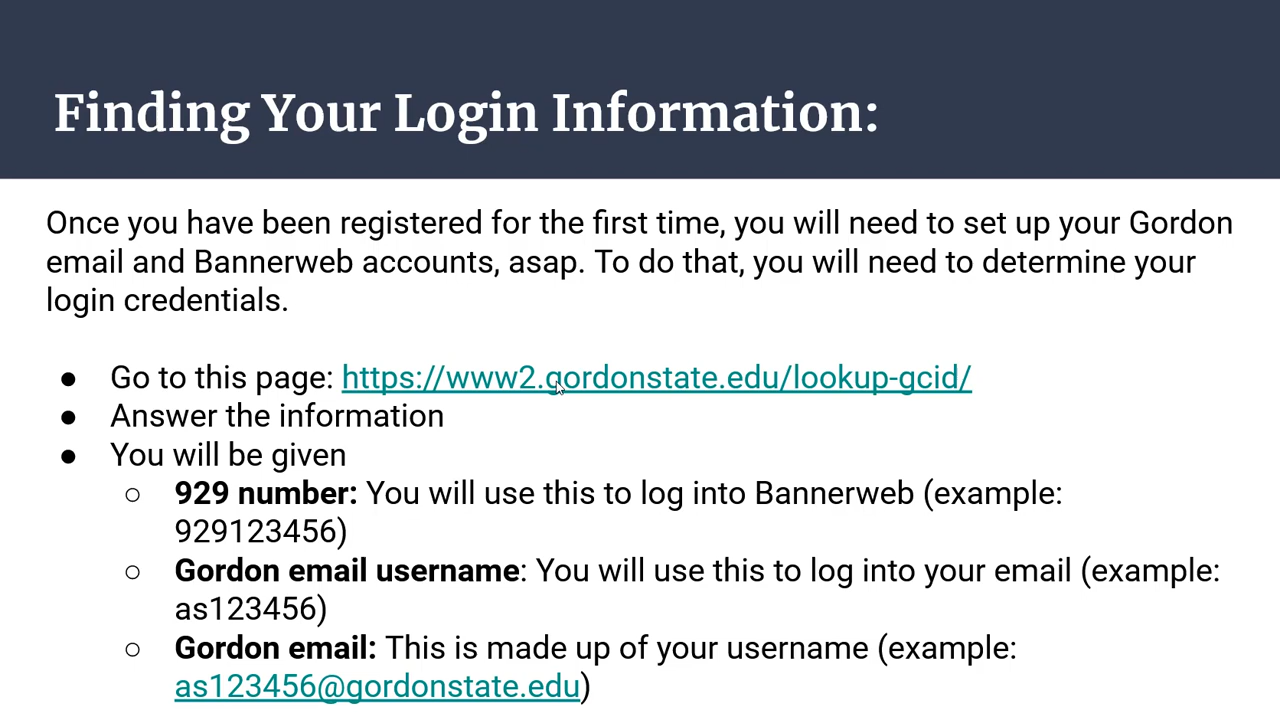 Finding Your Login Information:
Once you have been registered for the first time, you will need to set up your Gordon
email and Bannerweb accounts, asap. To do that, you will need to determine your
login credentials.
● Go to this page: https://www2.gordonstate.edu/lookup-gcid/
● Answer the information
● You will be given
○ 929 number: You will use this to log into Bannerweb (example:
929123456)
○ Gordon email username: You will use this to log into your email (example:
as123456)
○ Gordon email: This is made up of your username (example:
as123456@gordonstate.edu)